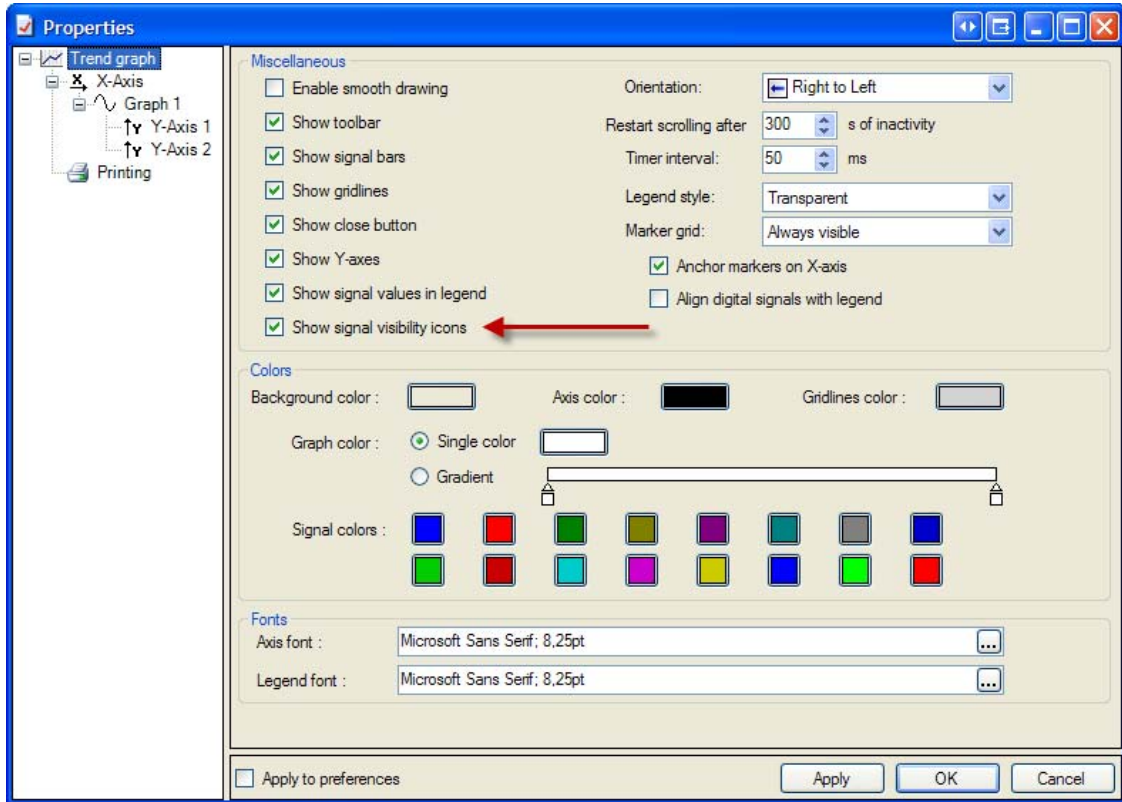 Properties
Trend graph
X-Axis
Graph 1
Y-Axis 1
Y-Axis 2
Printing
Miscellaneous
Enable smooth drawing
Show toolbar
Show signal bars
Show gridlines
Show close button
Show Y-axes
Show signal values in legend
Show signal visibility icons
Orientation: Right to Left
Restart scrolling after 300 s of inactivity
Timer interval: 50 ms
Legend style: Transparent
Marker grid: Always visible
Anchor markers on X-axis
Align digital signals with legend
Colors
Background color : Axis color : Gridlines color :
Graph color : Single color
Gradient
Signal colors :
Fonts
Axis font : Microsoft Sans Serif; 8,25pt ...
Legend font : Microsoft Sans Serif; 8,25pt ...
Apply to preferences Apply OK Cancel